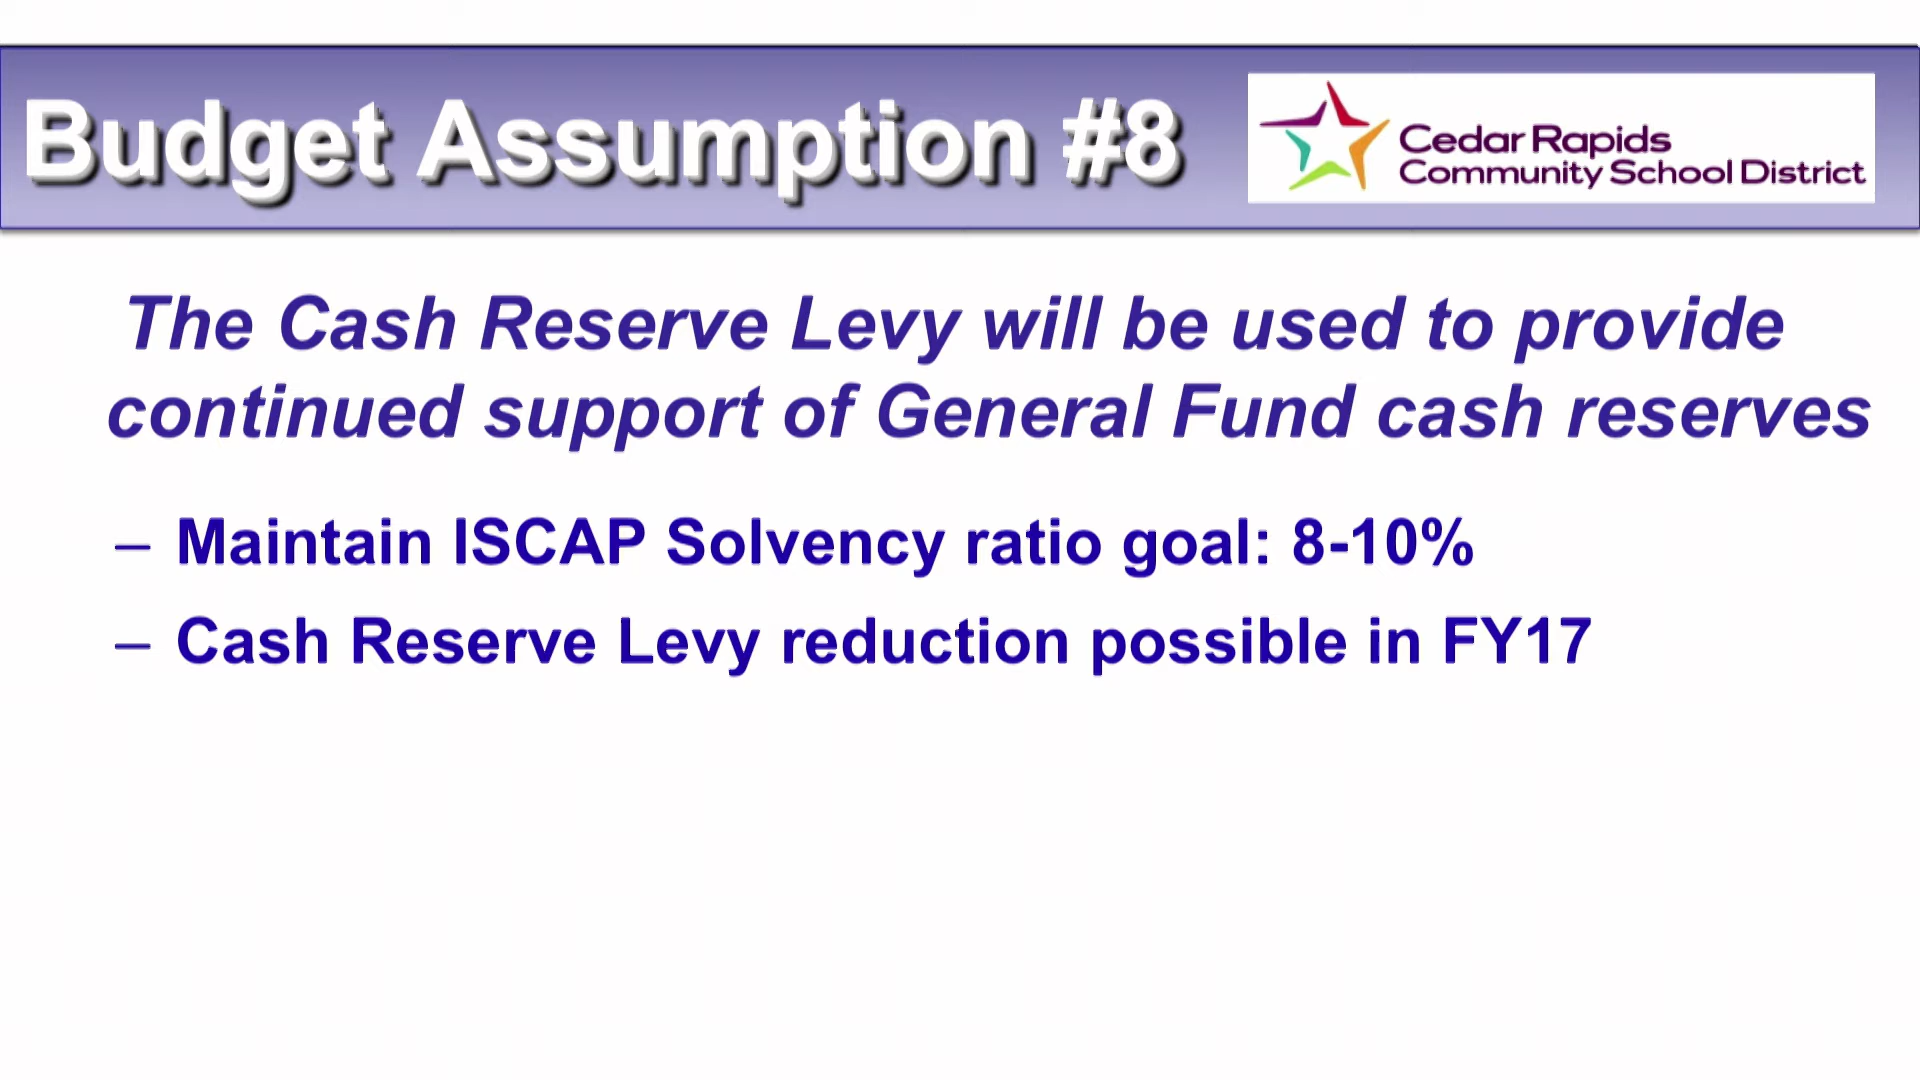 Budget Assumption #8
Cedar Rapids
Community School District
The Cash Reserve Levy will be used to provide
continued support of General Fund cash reserves
– Maintain ISCAP Solvency ratio goal: 8-10%
– Cash Reserve Levy reduction possible in FY17